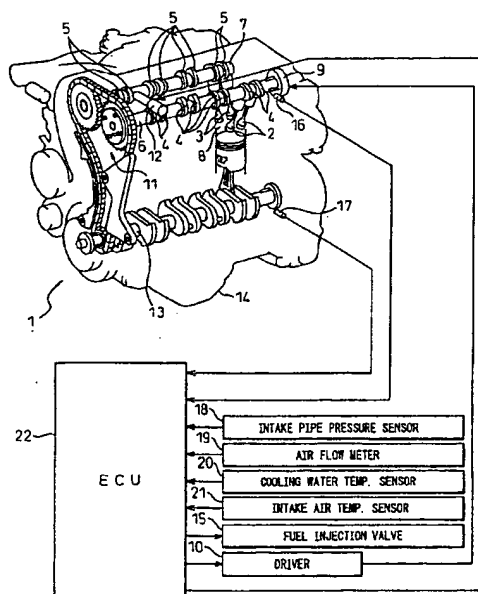 5
5
5
7
9
6
12
4
4
3
8
4
2
16
11
17
13
14
1
22
ECU
18 INTAKE PIPE PRESSURE SENSOR
19 AIR FLOW METER
20 COOLING WATER TEMP. SENSOR
21 INTAKE AIR TEMP. SENSOR
15 FUEL INJECTION VALVE
10 DRIVER